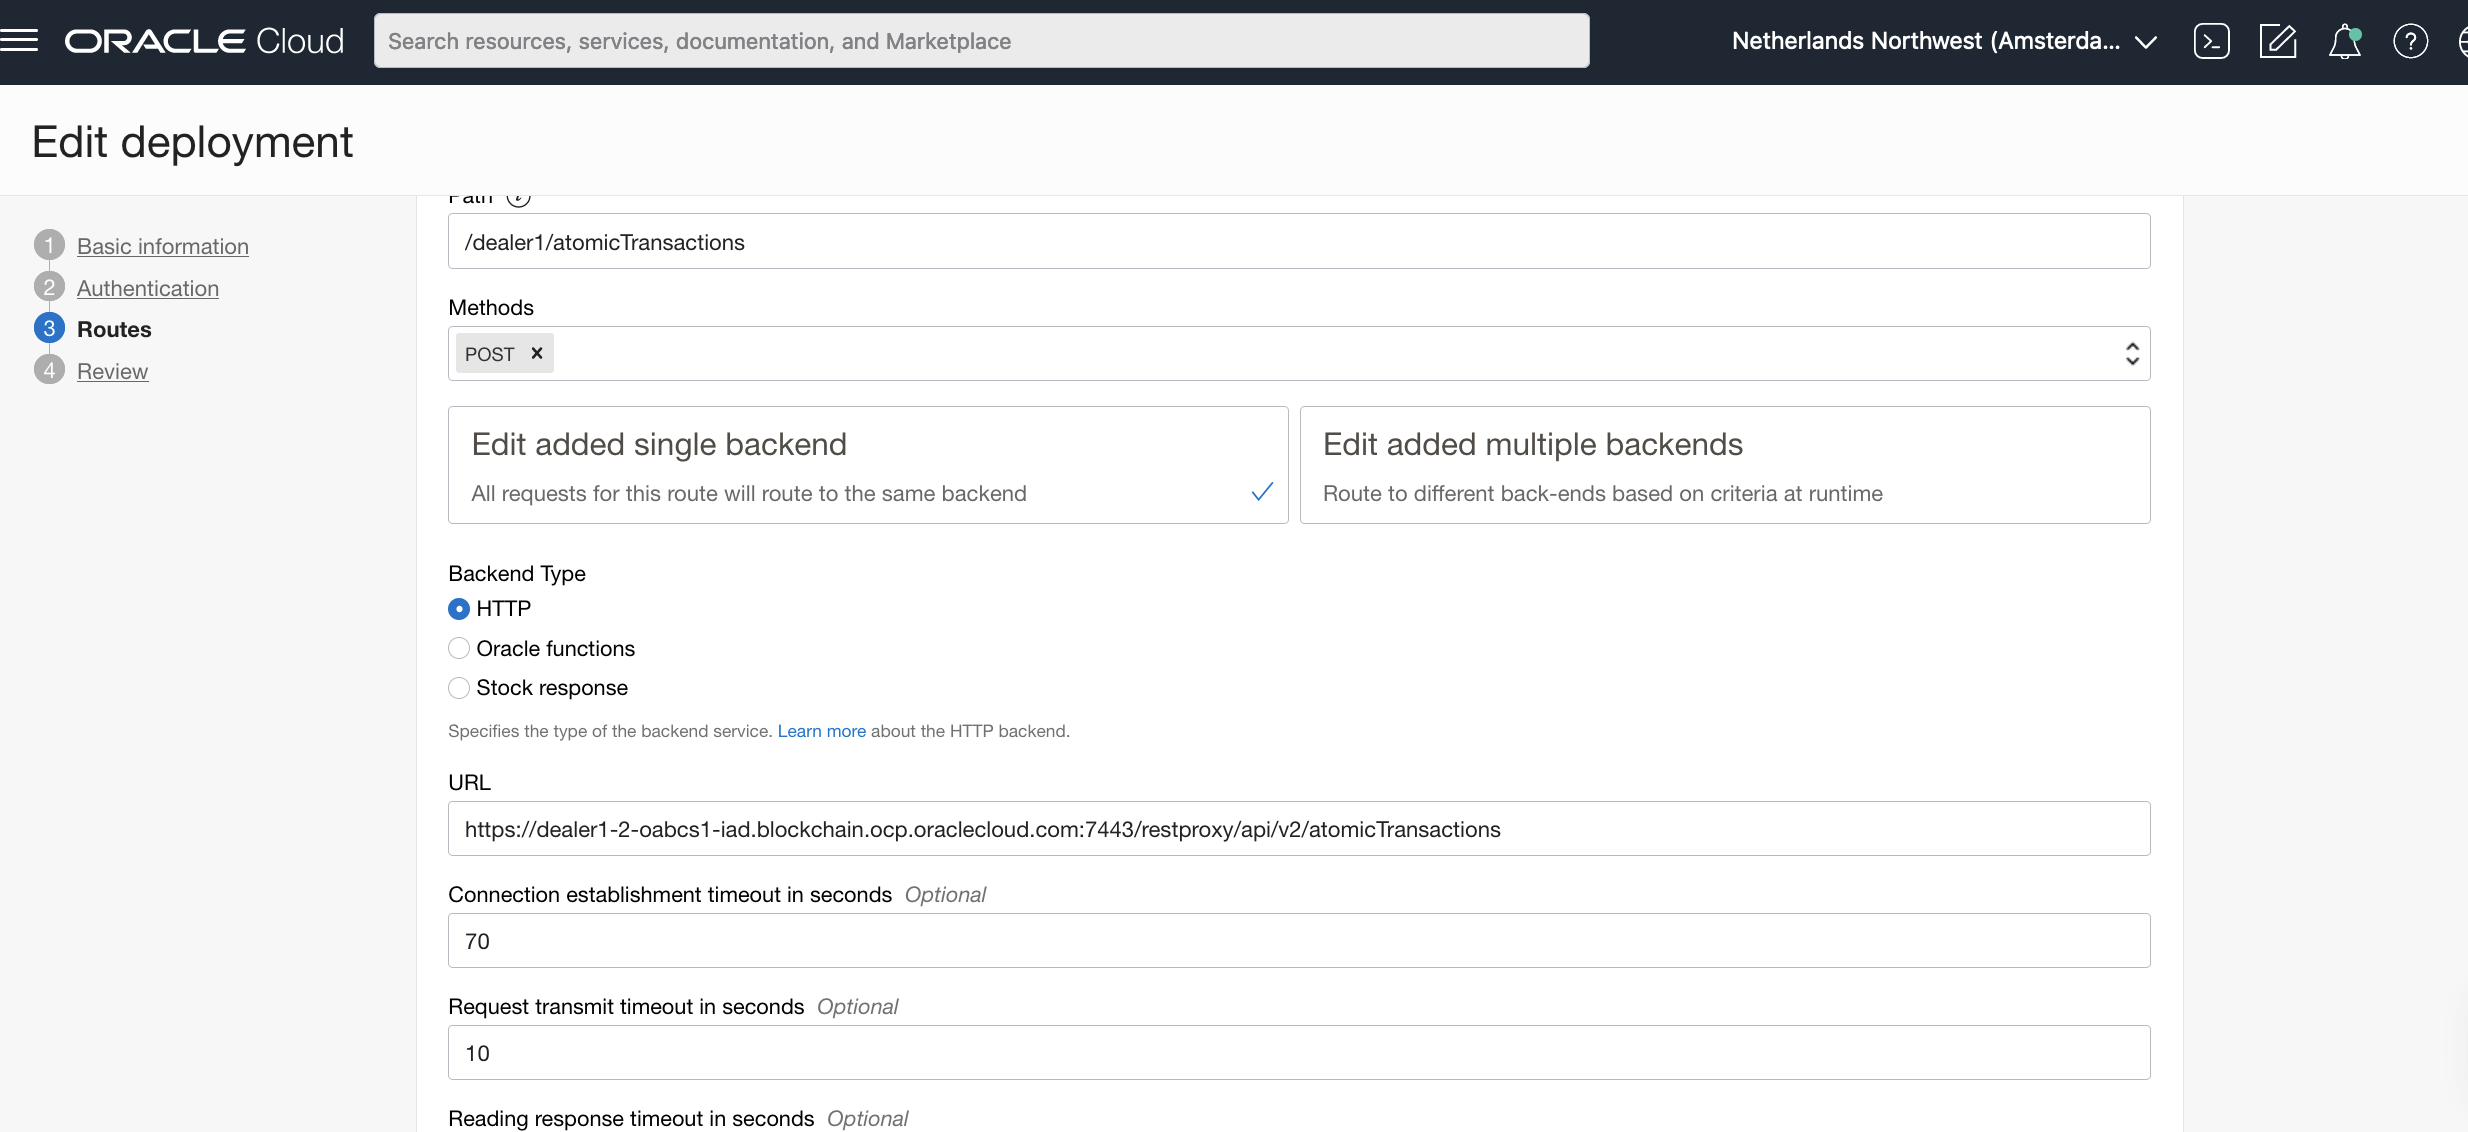 ORACLE Cloud
Search resources, services, documentation, and Marketplace
Netherlands Northwest (Amsterda...
Edit deployment
1 Basic information
2 Authentication
3 Routes
4 Review
Path
/dealer1/atomicTransactions
Methods
POST
Edit added single backend
All requests for this route will route to the same backend
Edit added multiple backends
Route to different back-ends based on criteria at runtime
Backend Type
HTTP
Oracle functions
Stock response
Specifies the type of the backend service. Learn more about the HTTP backend.
URL
https://dealer1-2-oabcs1-iad.blockchain.ocp.oraclecloud.com:7443/restproxy/api/v2/atomicTransactions
Connection establishment timeout in seconds Optional
70
Request transmit timeout in seconds Optional
10
Reading response timeout in seconds Optional